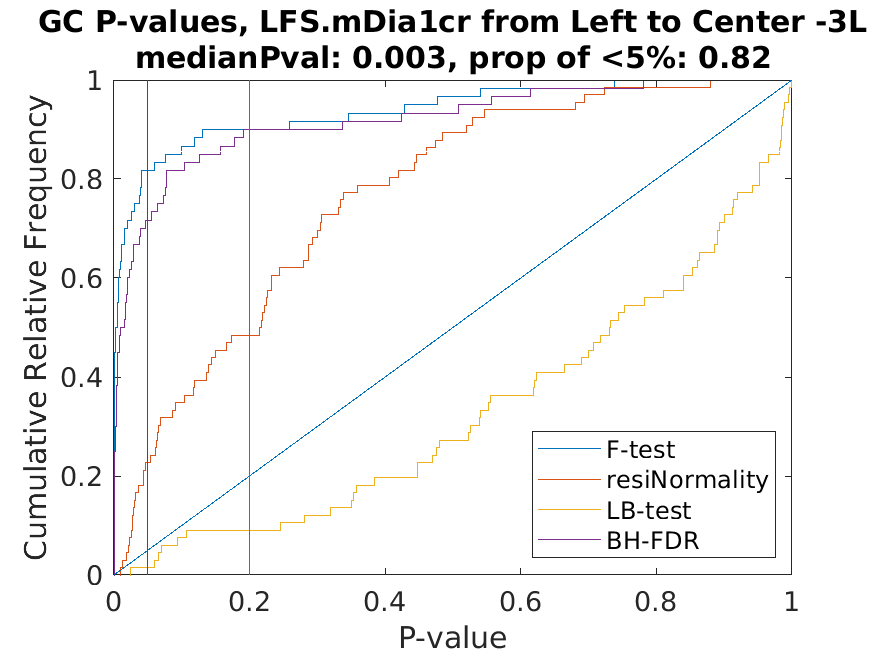 GC P-values, LFS.mDia1cr from Left to Center -3L
medianPval: 0.003, prop of <5%: 0.82
Cumulative Relative Frequency
1
0.8
0.6
0.4
0.2
0
0
0.2
0.4
0.6
0.8
1
P-value
F-test
resiNormality
LB-test
BH-FDR